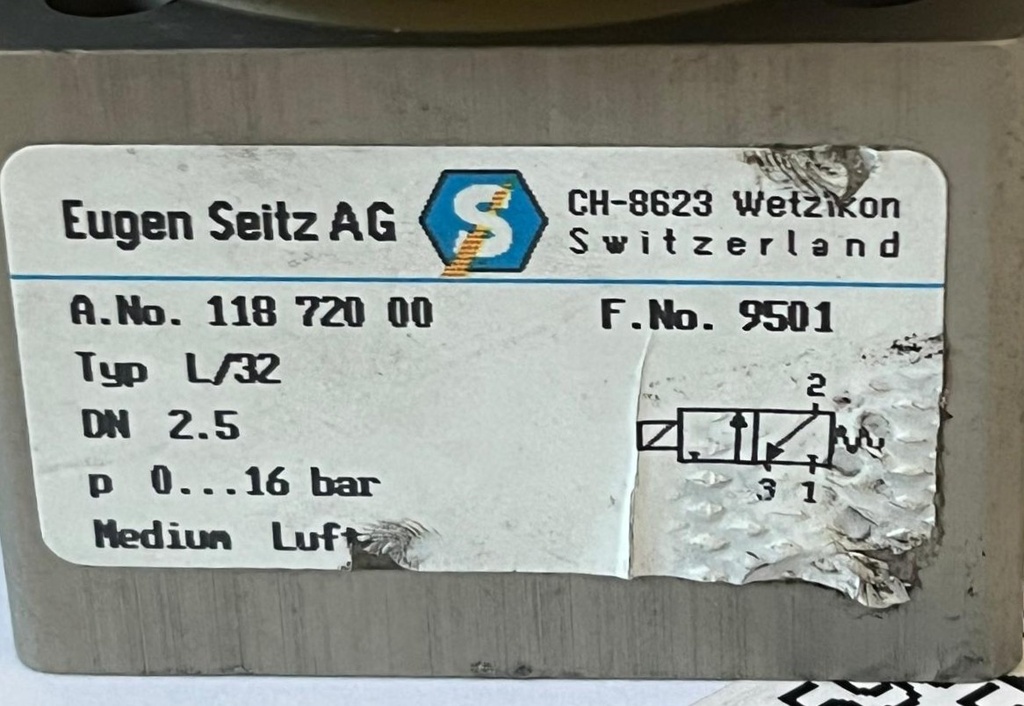 Eugen Seitz AG
S
CH-8623 Wetzikon
Switzerland
A.No. 118 720 00
F.No. 9501
Typ L/32
DN 2.5
p 0...16 bar
Medium Luft
2
3 1